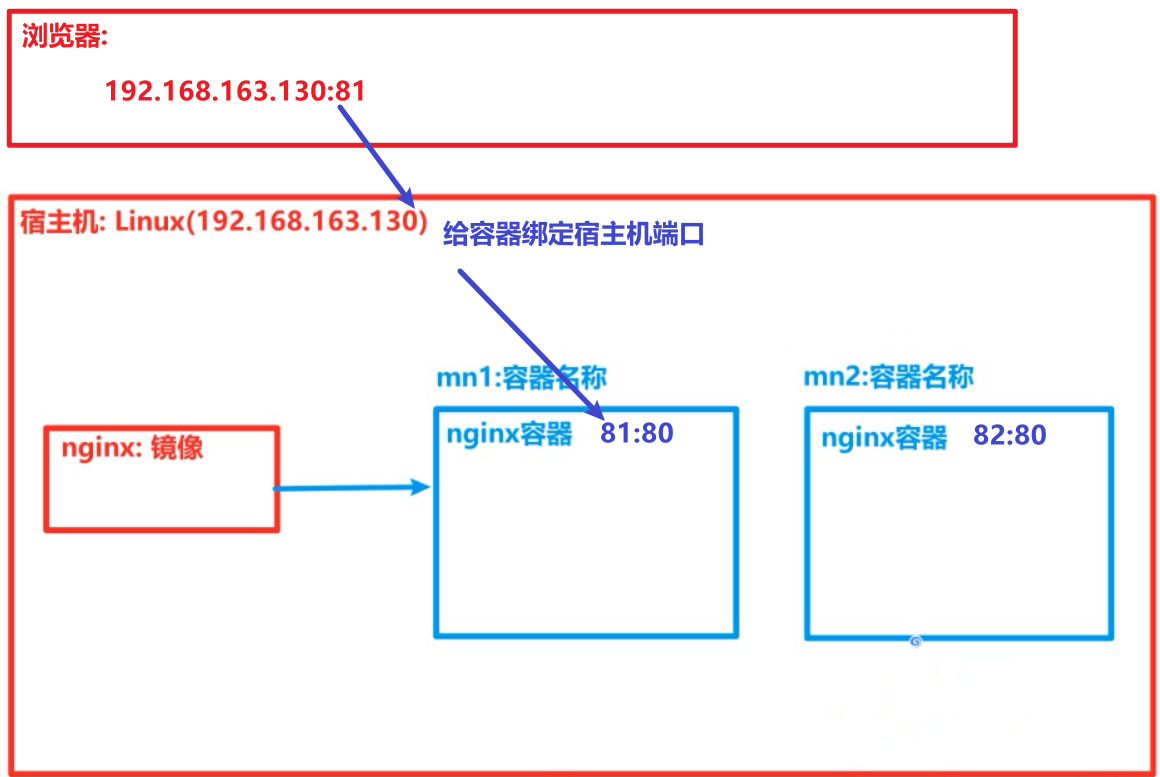 浏览器:
192.168.163.130:81
宿主机: Linux(192.168.163.130)
给容器绑定宿主机端口
mn1:容器名称
mn2:容器名称
nginx: 镜像
nginx容器 81:80
nginx容器 82:80